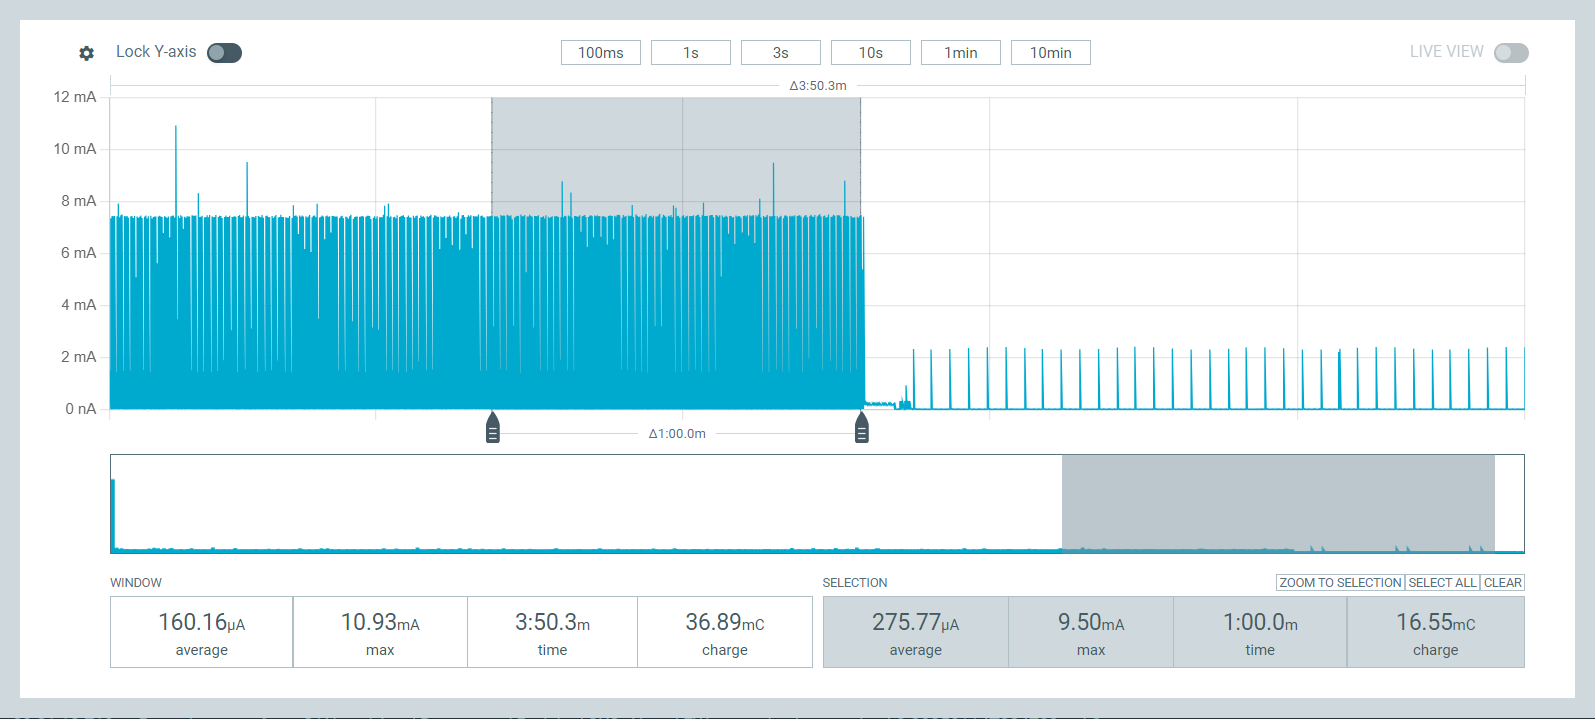 Lock Y-axis 100ms 1s 3s 10s 1min 10min LIVE VIEW
Δ3:50.3m
12 mA
10 mA
8 mA
6 mA
4 mA
2 mA
0 nA
Δ1:00.0m
WINDOW
160.16μA average
10.93mA max
3:50.3m time
36.89mC charge
SELECTION ZOOM TO SELECTION SELECT ALL CLEAR
275.77μA average
9.50mA max
1:00.0m time
16.55mC charge